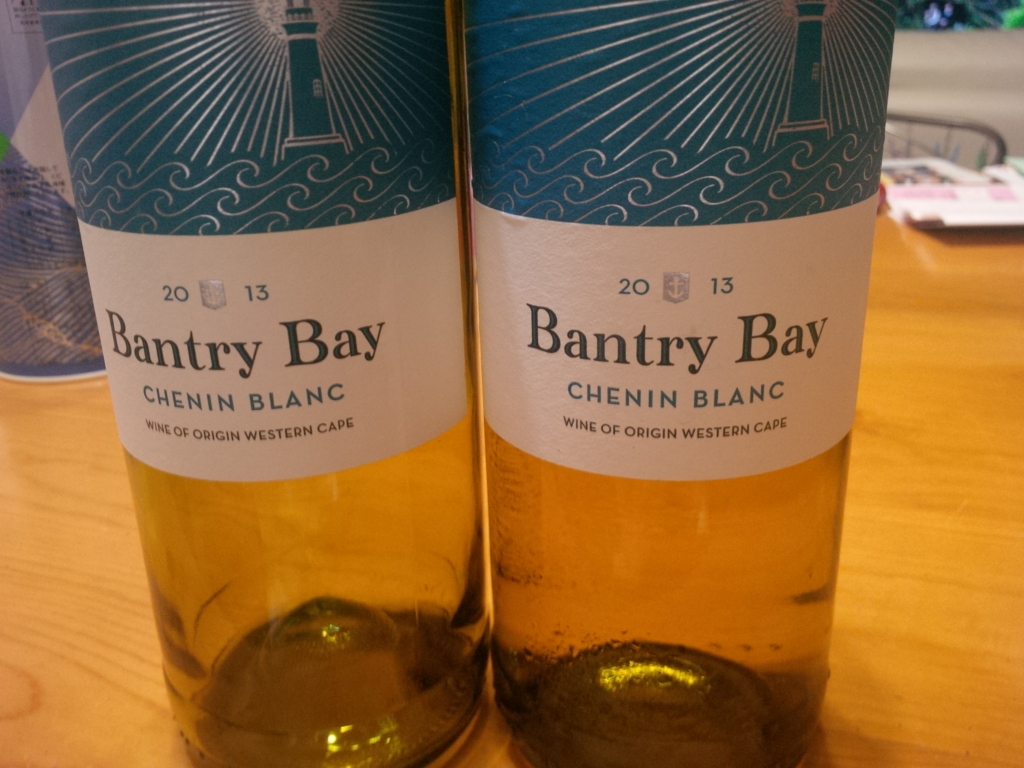 20 13
Bantry Bay
CHENIN BLANC
WINE OF ORIGIN WESTERN CAPE
20 13
Bantry Bay
CHENIN BLANC
WINE OF ORIGIN WESTERN CAPE